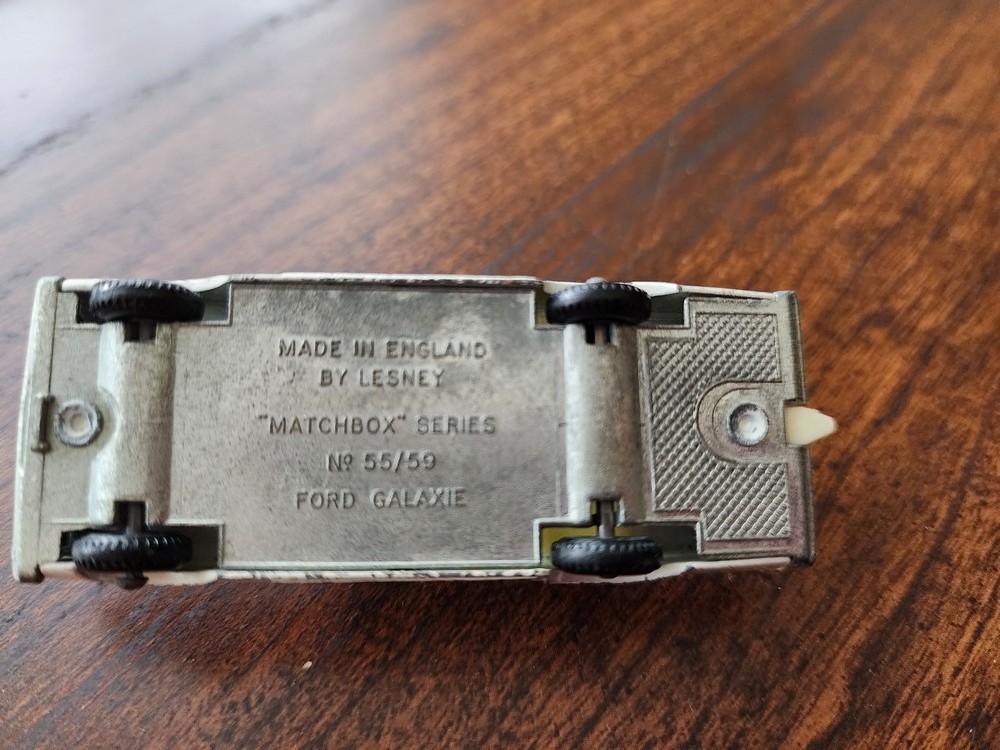 MADE IN ENGLAND
BY LESNEY
"MATCHBOX" SERIES
Nº 55/59
FORD GALAXIE